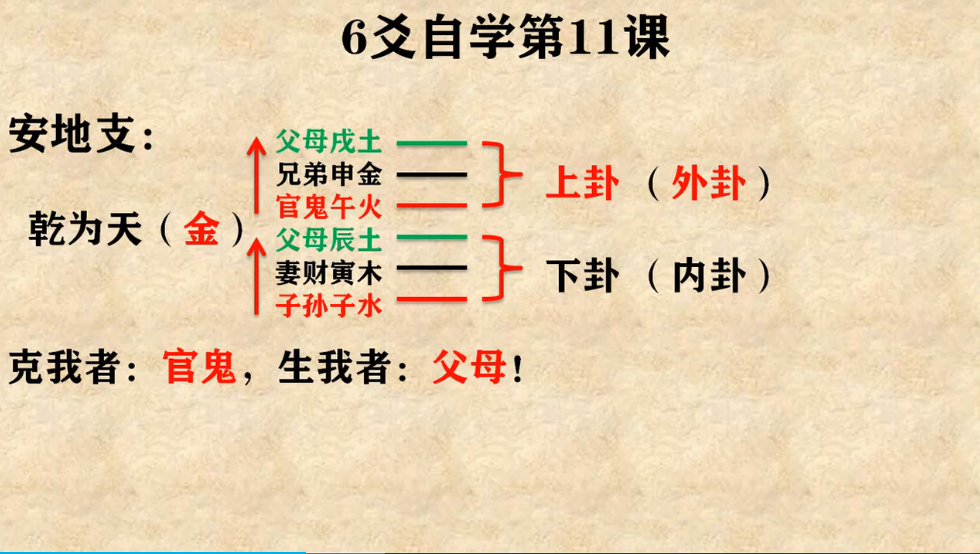 6爻自学第11课
安地支：
父母戌土
兄弟申金
官鬼午火
上卦（外卦）
乾为天（金）
父母辰土
妻财寅木
子孙子水
下卦（内卦）
克我者：官鬼，生我者：父母！